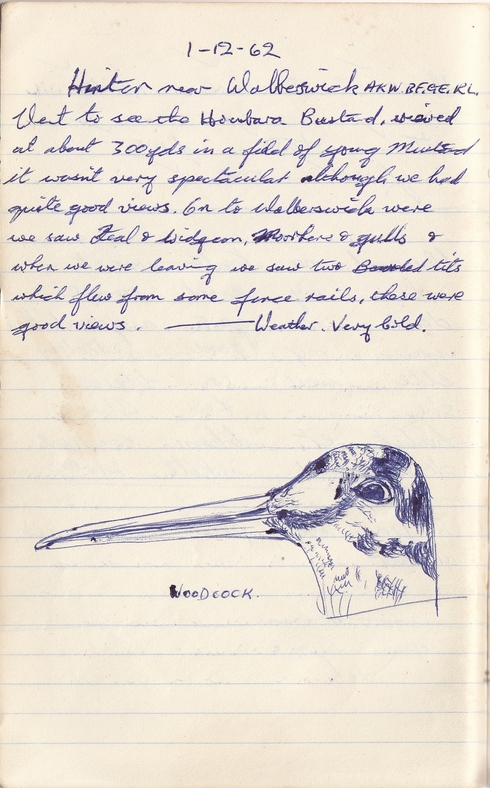 1-12-62
Hinton near Walberswick AKW. BF. GE. RL.
Went to see the Houbara Bustard, viewed
at about 300yds in a field of young Mustard
it wasn't very spectacular although we had
quite good views. On to Walberswick were
we saw Teal & Widgeon, Moorhens & gulls &
when we were leaving we saw two Bearded tits
which flew from some fence rails, these were
good views. ——— Weather. Very Cold.
WOODCOCK.